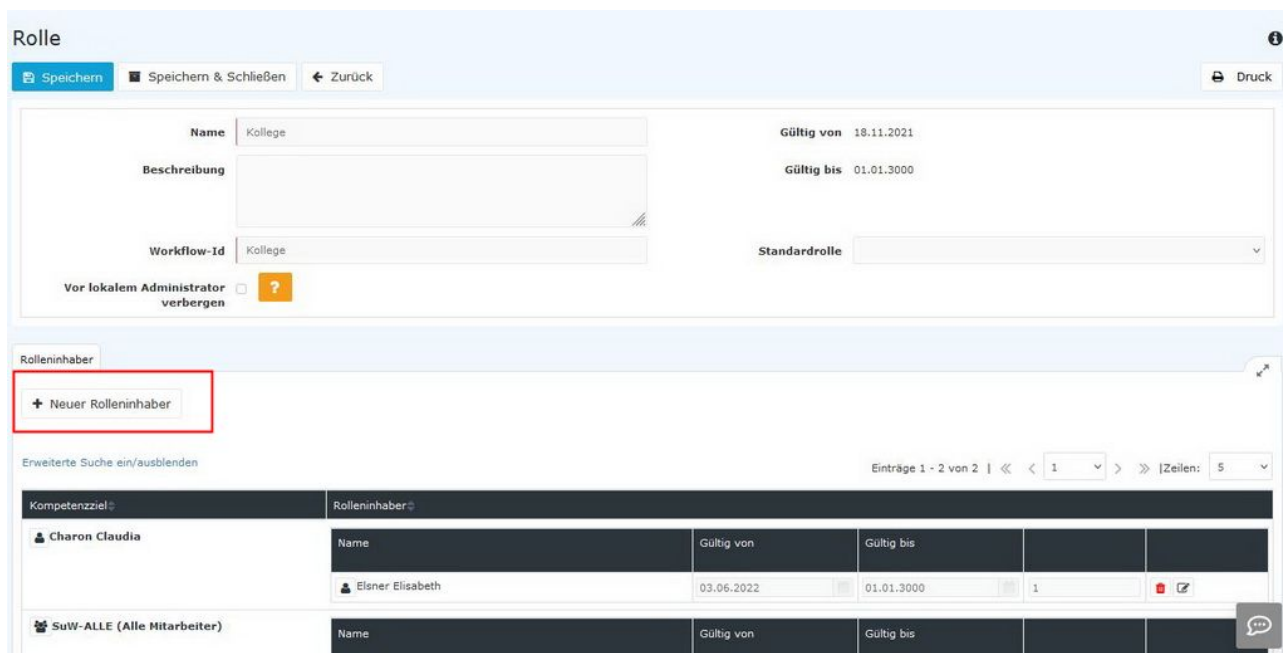 Rolle
Speichern Speichern & Schließen Zurück Druck
Name Kollege Gültig von 18.11.2021
Beschreibung Gültig bis 01.01.3000
Workflow-Id Kollege Standardrolle
Vor lokalem Administrator
verbergen ?
Rolleninhaber
+ Neuer Rolleninhaber
Erweiterte Suche ein/ausblenden Einträge 1 - 2 von 2 | « < 1 > » |Zeilen: 5
Kompetenzziel Rolleninhaber
Charon Claudia
Name Gültig von Gültig bis
Elsner Elisabeth 03.06.2022 01.01.3000 1
SuW-ALLE (Alle Mitarbeiter)
Name Gültig von Gültig bis